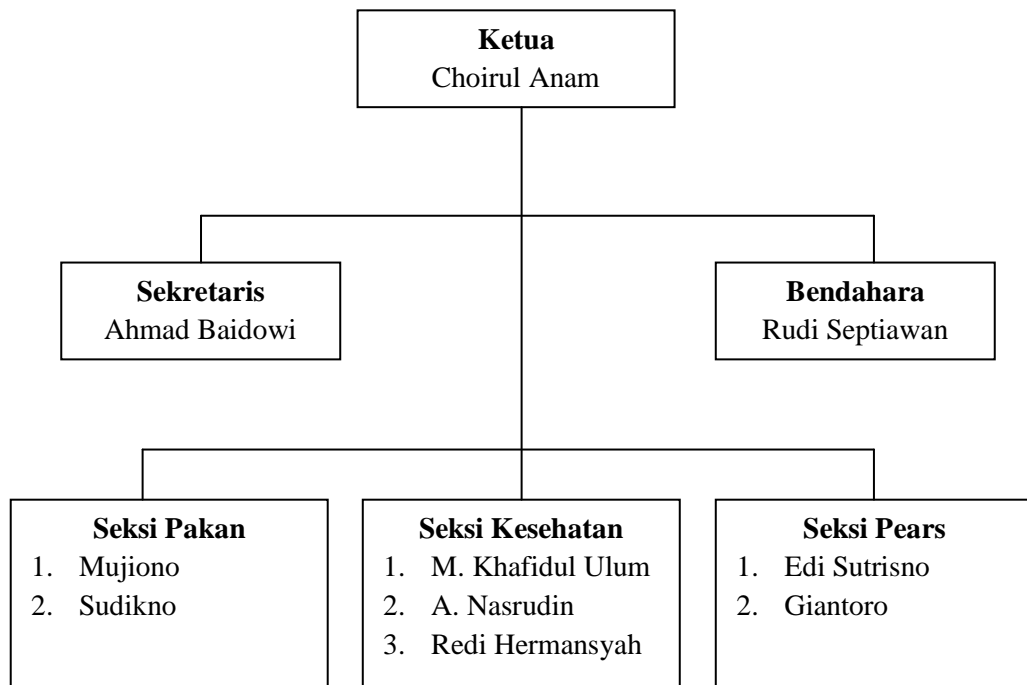 Ketua
Choirul Anam
Sekretaris
Ahmad Baidowi
Bendahara
Rudi Septiawan
Seksi Pakan
1. Mujiono
2. Sudikno
Seksi Kesehatan
1. M. Khafidul Ulum
2. A. Nasrudin
3. Redi Hermansyah
Seksi Pears
1. Edi Sutrisno
2. Giantoro